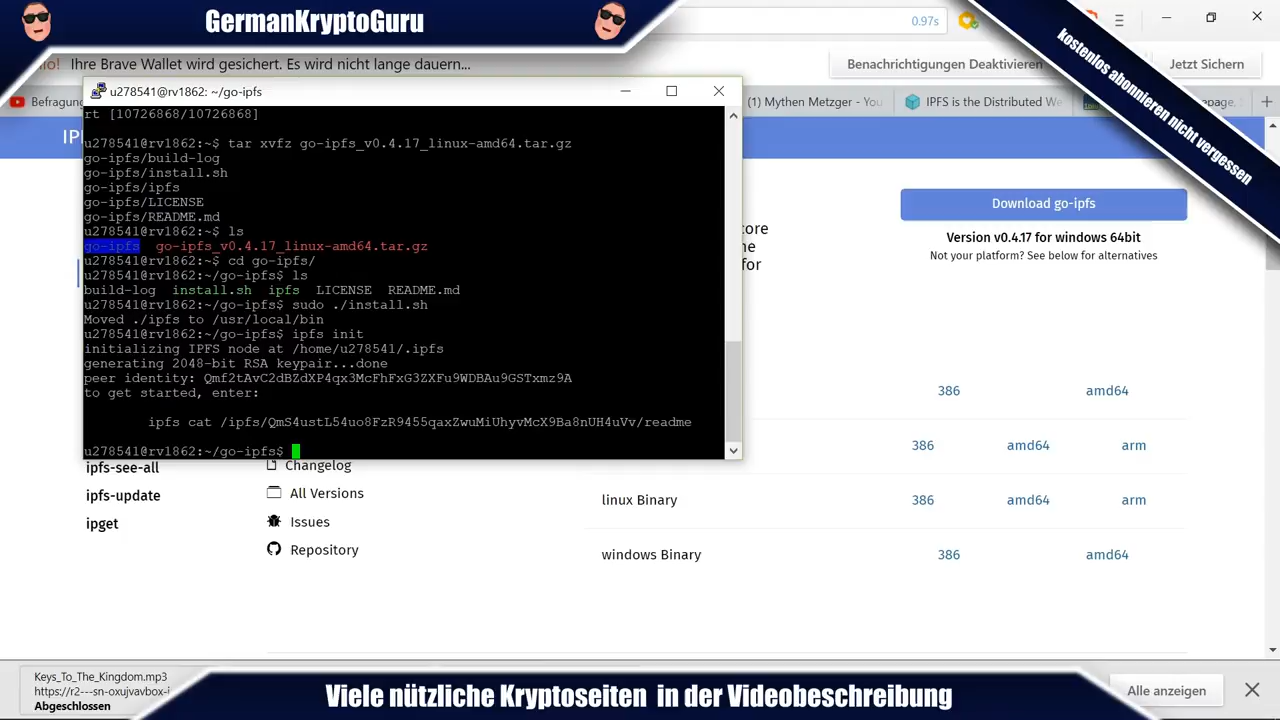 GermanKryptoGuru
0.97s
kostenlos abonnieren nicht vergessen
Ihre Brave Wallet wird gesichert. Es wird nicht lange dauern...
Benachrichtigungen Deaktivieren
Jetzt Sichern
Befragung
(1) Mythen Metzger - You
IPFS is the Distributed We
u278541@rv1862: ~/go-ipfs
rt [10726868/10726868]
u278541@rv1862:~$ tar xvfz go-ipfs_v0.4.17_linux-amd64.tar.gz
go-ipfs/build-log
go-ipfs/install.sh
go-ipfs/ipfs
go-ipfs/LICENSE
go-ipfs/README.md
u278541@rv1862:~$ ls
go-ipfs  go-ipfs_v0.4.17_linux-amd64.tar.gz
u278541@rv1862:~$ cd go-ipfs/
u278541@rv1862:~/go-ipfs$ ls
build-log  install.sh  ipfs  LICENSE  README.md
u278541@rv1862:~/go-ipfs$ sudo ./install.sh
Moved ./ipfs to /usr/local/bin
u278541@rv1862:~/go-ipfs$ ipfs init
initializing IPFS node at /home/u278541/.ipfs
generating 2048-bit RSA keypair...done
peer identity: Qmf2tAvC2dBZdXP4qx3McFhFxG3ZXFu9WDBAu9GSTxmz9A
to get started, enter:
ipfs cat /ipfs/QmS4ustL54uo8FzR9455qaxZwuMiUhyvMcX9Ba8nUH4uVv/readme
u278541@rv1862:~/go-ipfs$
Download go-ipfs
Version v0.4.17 for windows 64bit
Not your platform? See below for alternatives
386 amd64
386 amd64 arm
linux Binary 386 amd64 arm
windows Binary 386 amd64
ipfs-see-all
ipfs-update
ipget
Changelog
All Versions
Issues
Repository
Keys_To_The_Kingdom.mp3
https://r2---sn-oxujvavbox-i
Abgeschlossen
Alle anzeigen
Viele nützliche Kryptoseiten in der Videobeschreibung